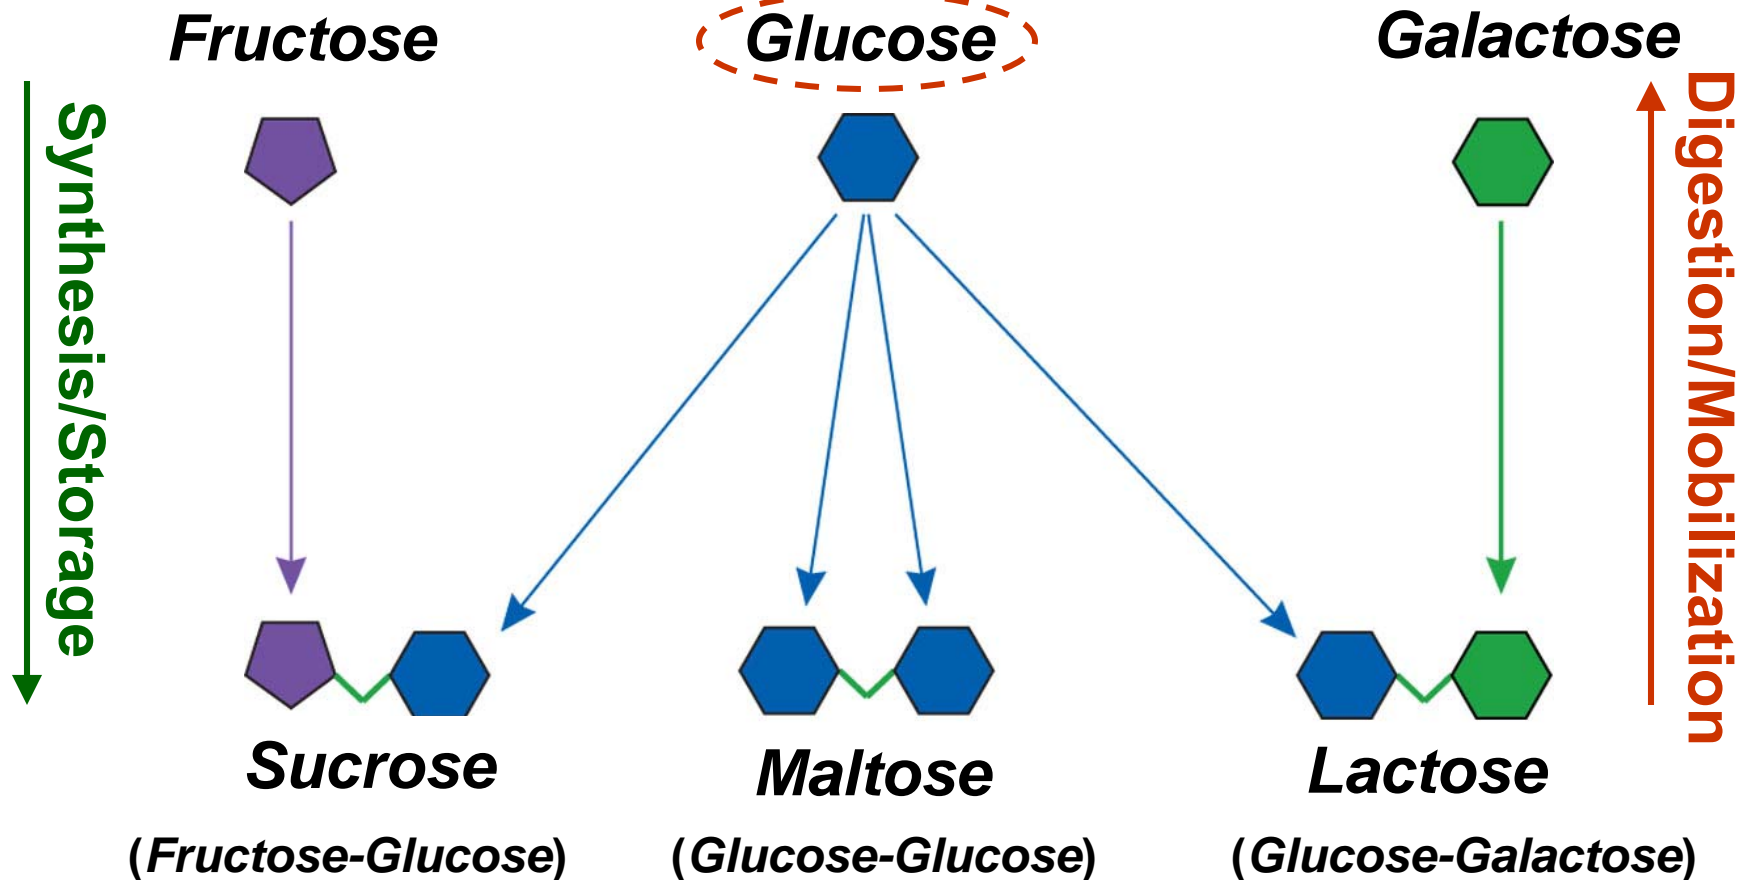 Fructose
Glucose
Galactose
Synthesis/Storage
Digestion/Mobilization
Sucrose
Maltose
Lactose
(Fructose-Glucose)
(Glucose-Glucose)
(Glucose-Galactose)